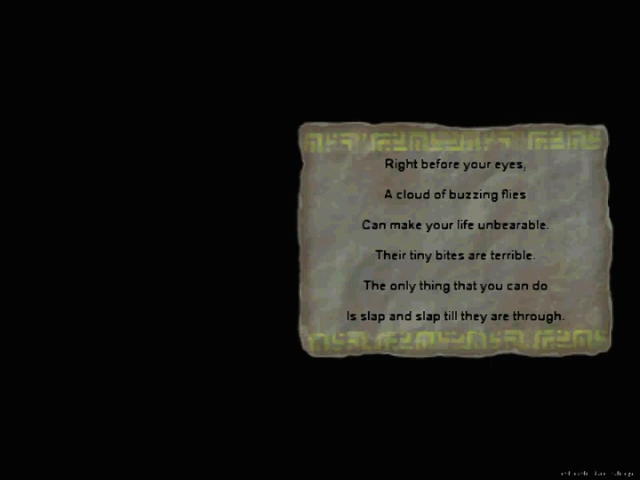 Right before your eyes,
A cloud of buzzing flies
Can make your life unbearable.
Their tiny bites are terrible.
The only thing that you can do
Is slap and slap till they are through.